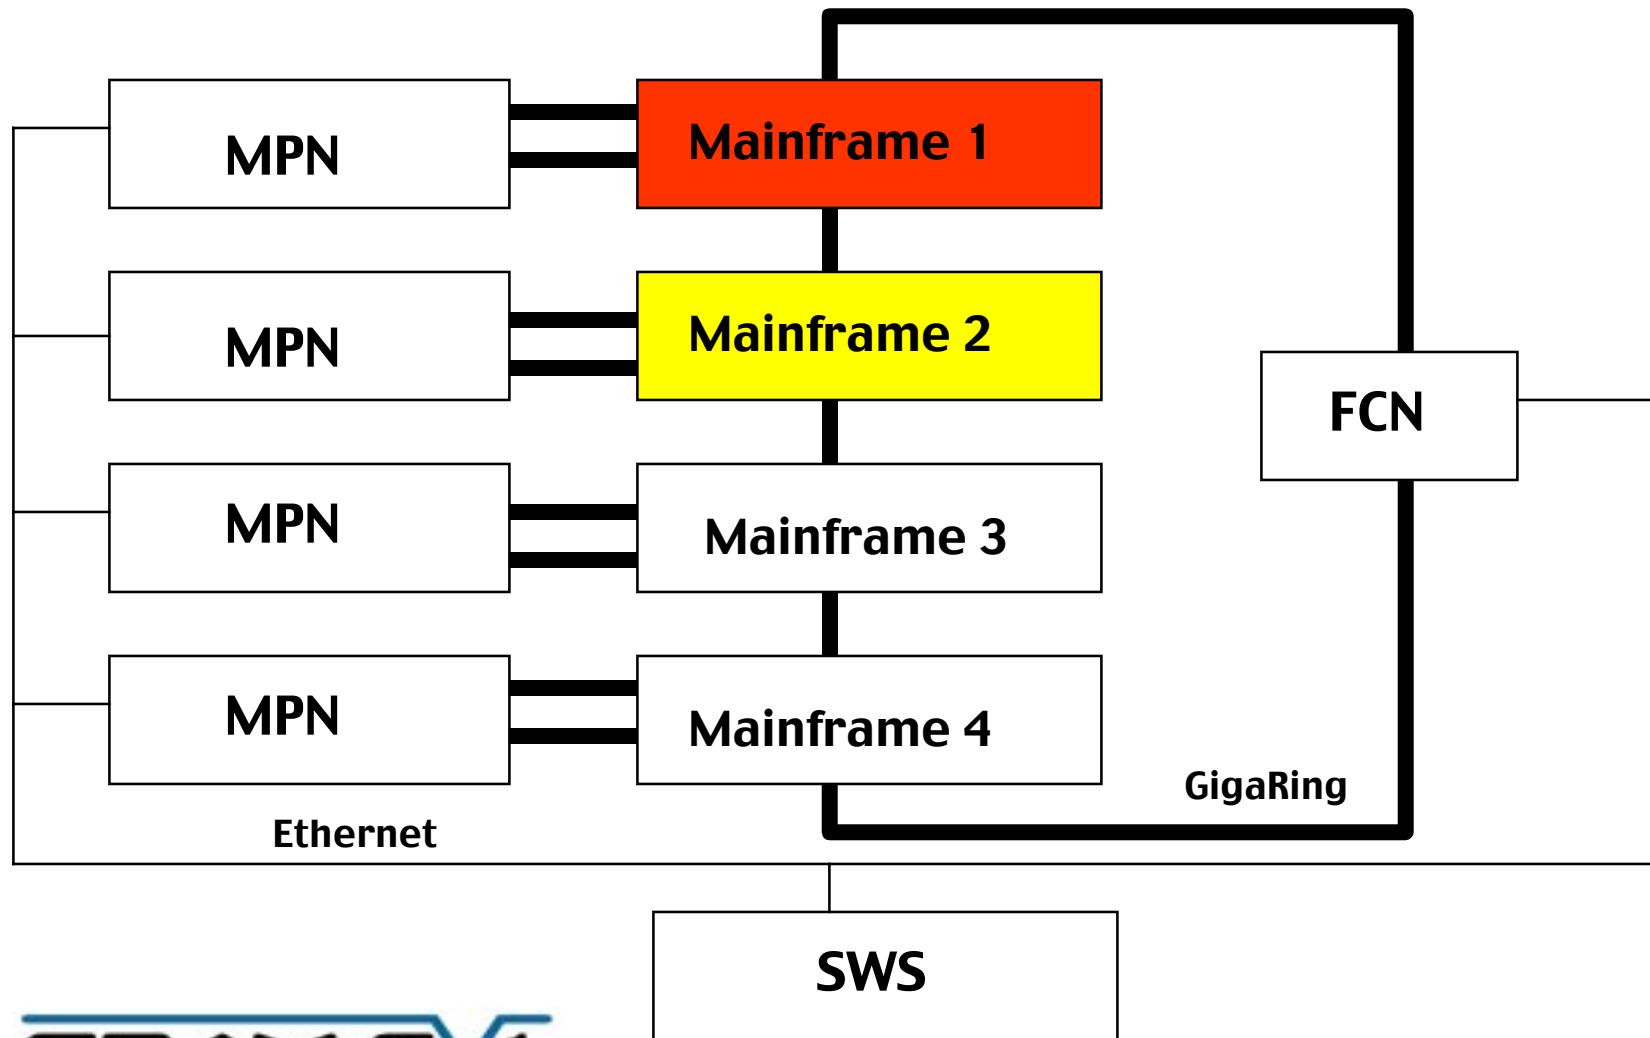 MPN
Mainframe 1
MPN
Mainframe 2
FCN
MPN
Mainframe 3
MPN
Mainframe 4
GigaRing
Ethernet
SWS